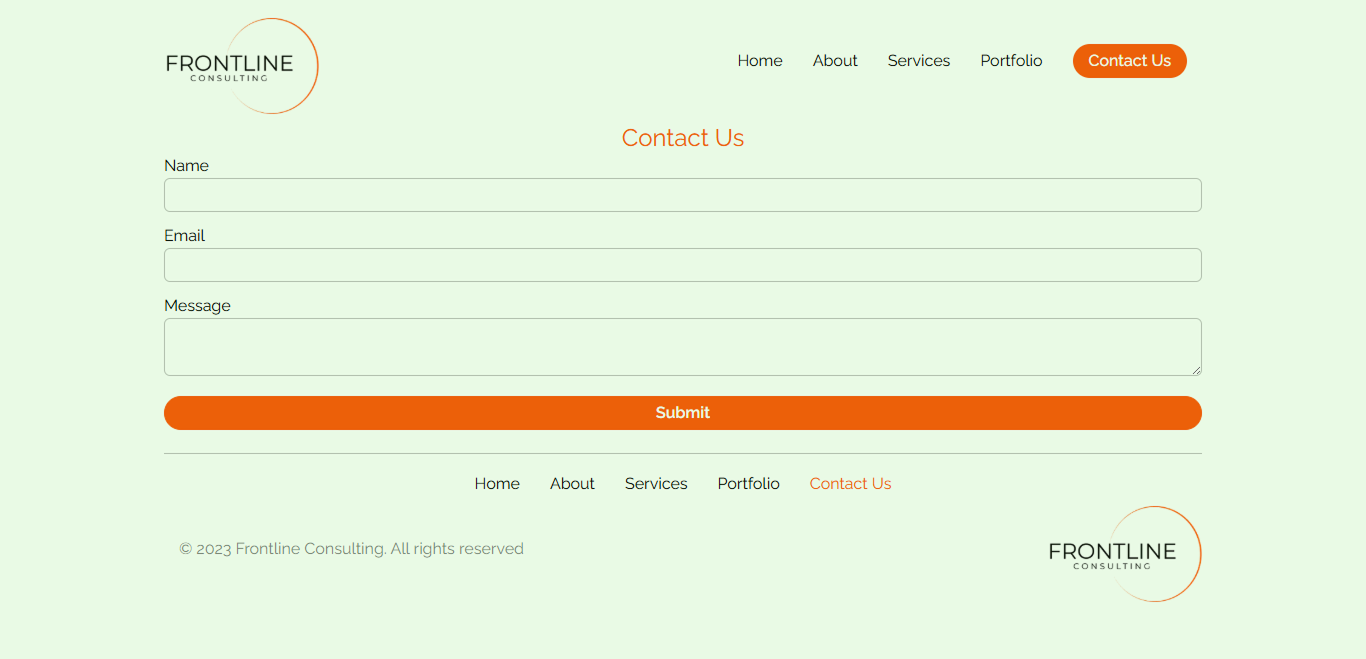 FRONTLINE
CONSULTING
Home About Services Portfolio Contact Us
Contact Us
Name
Email
Message
Submit
Home About Services Portfolio Contact Us
© 2023 Frontline Consulting. All rights reserved
FRONTLINE
CONSULTING